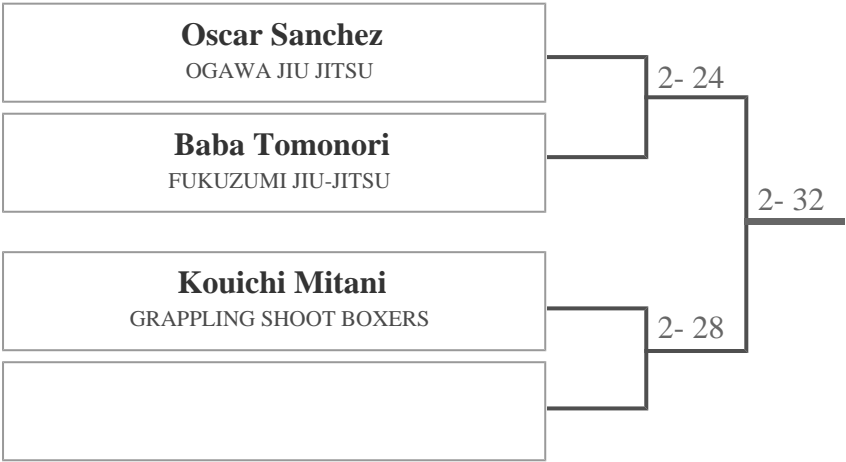 Oscar Sanchez
OGAWA JIU JITSU
2- 24
Baba Tomonori
FUKUZUMI JIU-JITSU
2- 32
Kouichi Mitani
GRAPPLING SHOOT BOXERS
2- 28